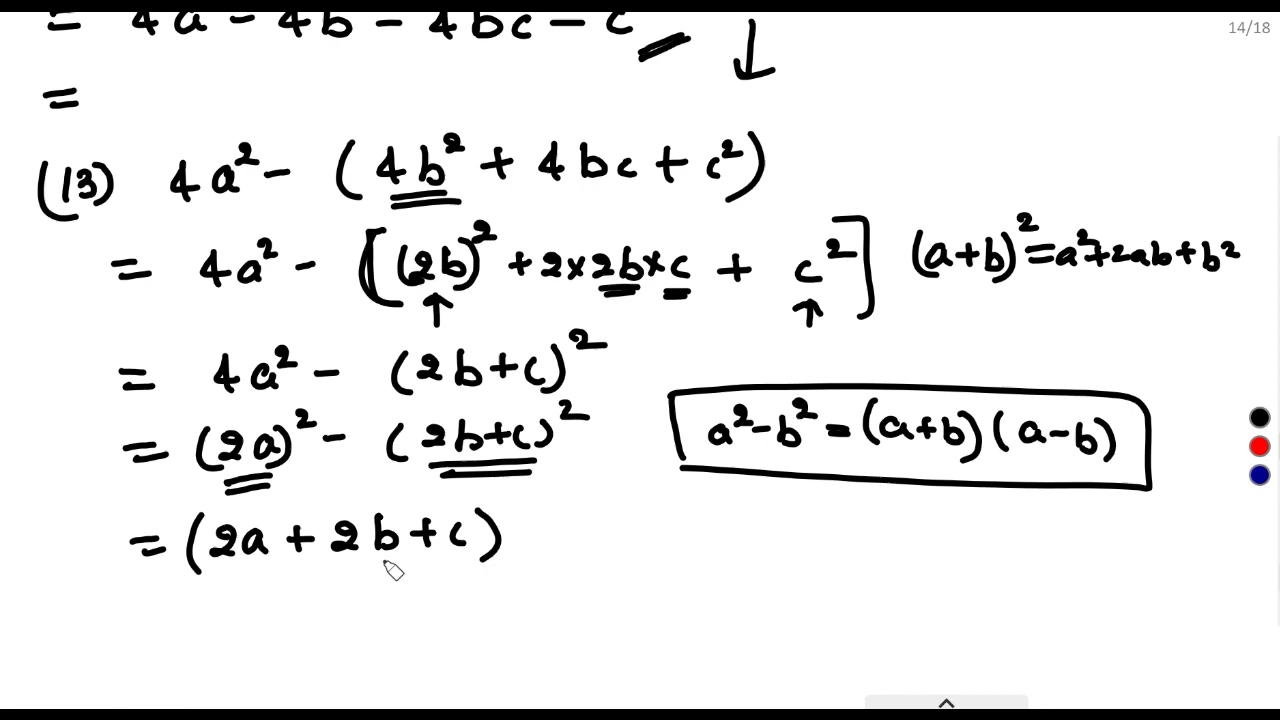 = 4a - 4b - 4bc - c
14/18
=
(13) 4a² - (4b² + 4bc + c²)
= 4a² - [(2b)² + 2×2b×c + c²] (a+b)² = a²+2ab+b²
= 4a² - (2b+c)²
= (2a)² - (2b+c)² a²-b² = (a+b)(a-b)
= (2a + 2b + c)